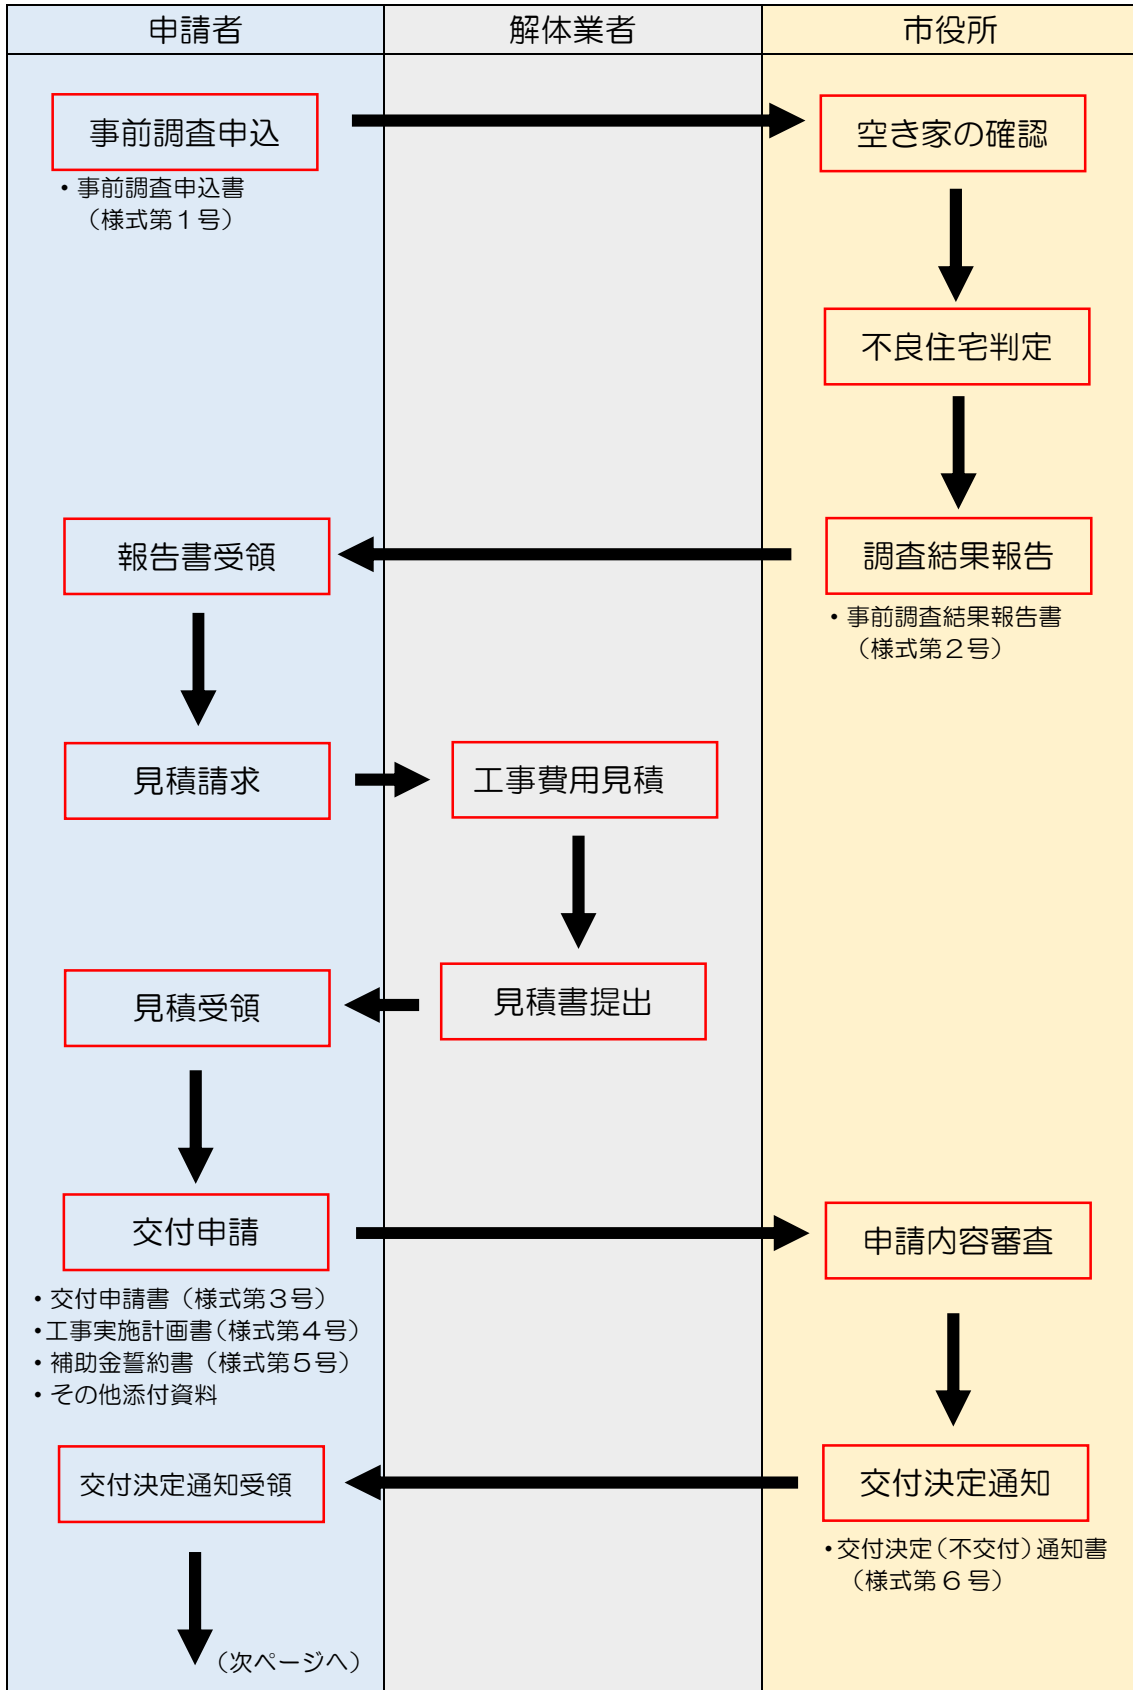 申請者
解体業者
市役所
事前調査申込
空き家の確認
・事前調査申込書
（様式第１号）
不良住宅判定
報告書受領
調査結果報告
・事前調査結果報告書
（様式第２号）
見積請求
工事費用見積
見積受領
見積書提出
交付申請
申請内容審査
・交付申請書（様式第３号）
・工事実施計画書（様式第４号）
・補助金誓約書（様式第５号）
・その他添付資料
交付決定通知受領
交付決定通知
・交付決定（不交付）通知書
（様式第６号）
（次ページへ）